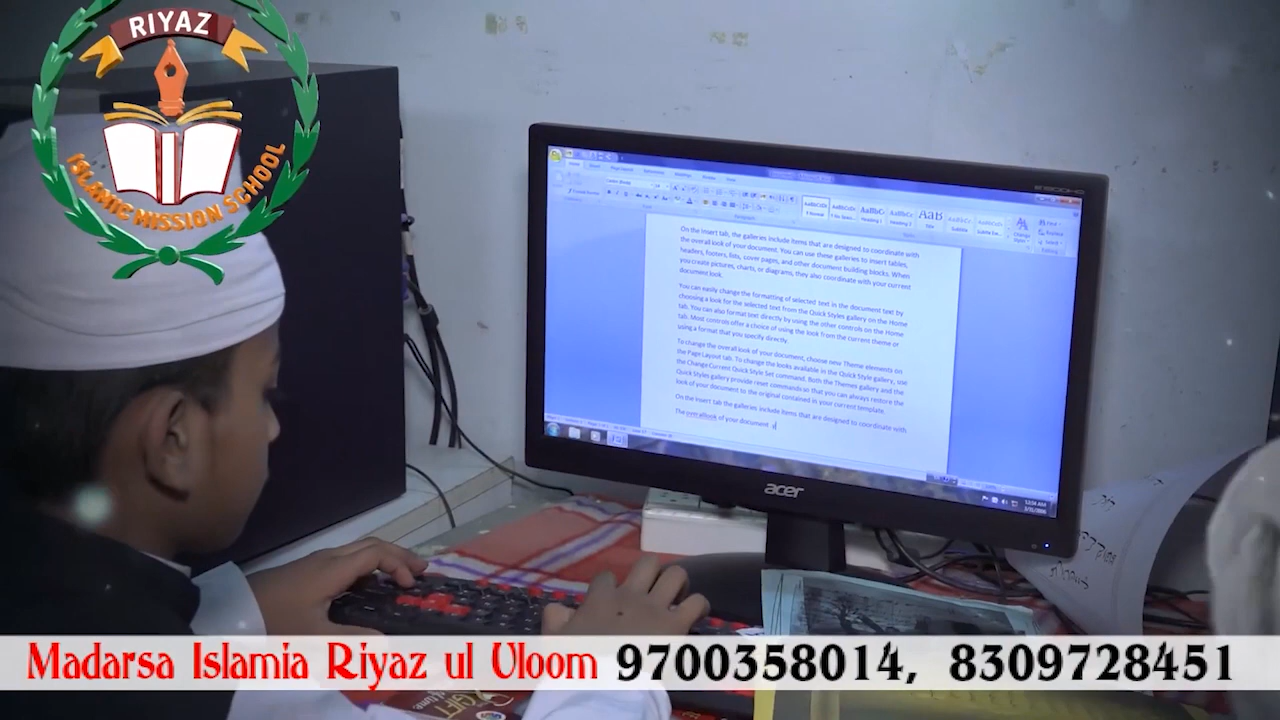 RIYAZ
ISLAMIC MISSION SCHOOL
AaBbCc
AaBbCc
AaBbCc
AaBbCc
AaB
AaBbCc
AaBbCc
Title
On the Insert tab, the galleries include items that are designed to coordinate with
the overall look of your document. You can use these galleries to insert tables,
headers, footers, lists, cover pages, and other document building blocks. When
you create pictures, charts, or diagrams, they also coordinate with your current
document look.
You can easily change the formatting of selected text in the document text by
choosing a look for the selected text from the Quick Styles gallery on the Home
tab. You can also format text directly by using the other controls on the Home
tab. Most controls offer a choice of using the look from the current theme or
using a format that you specify directly.
To change the overall look of your document, choose new Theme elements on
the Page Layout tab. To change the looks available in the Quick Style gallery, use
the Change Current Quick Style Set command. Both the Themes gallery and the
Quick Styles gallery provide reset commands so that you can always restore the
look of your document to the original contained in your current template.
On the Insert tab the galleries include items that are designed to coordinate with
The overallook of your document
acer
GIFT
Madarsa Islamia Riyaz ul Uloom 9700358014, 8309728451